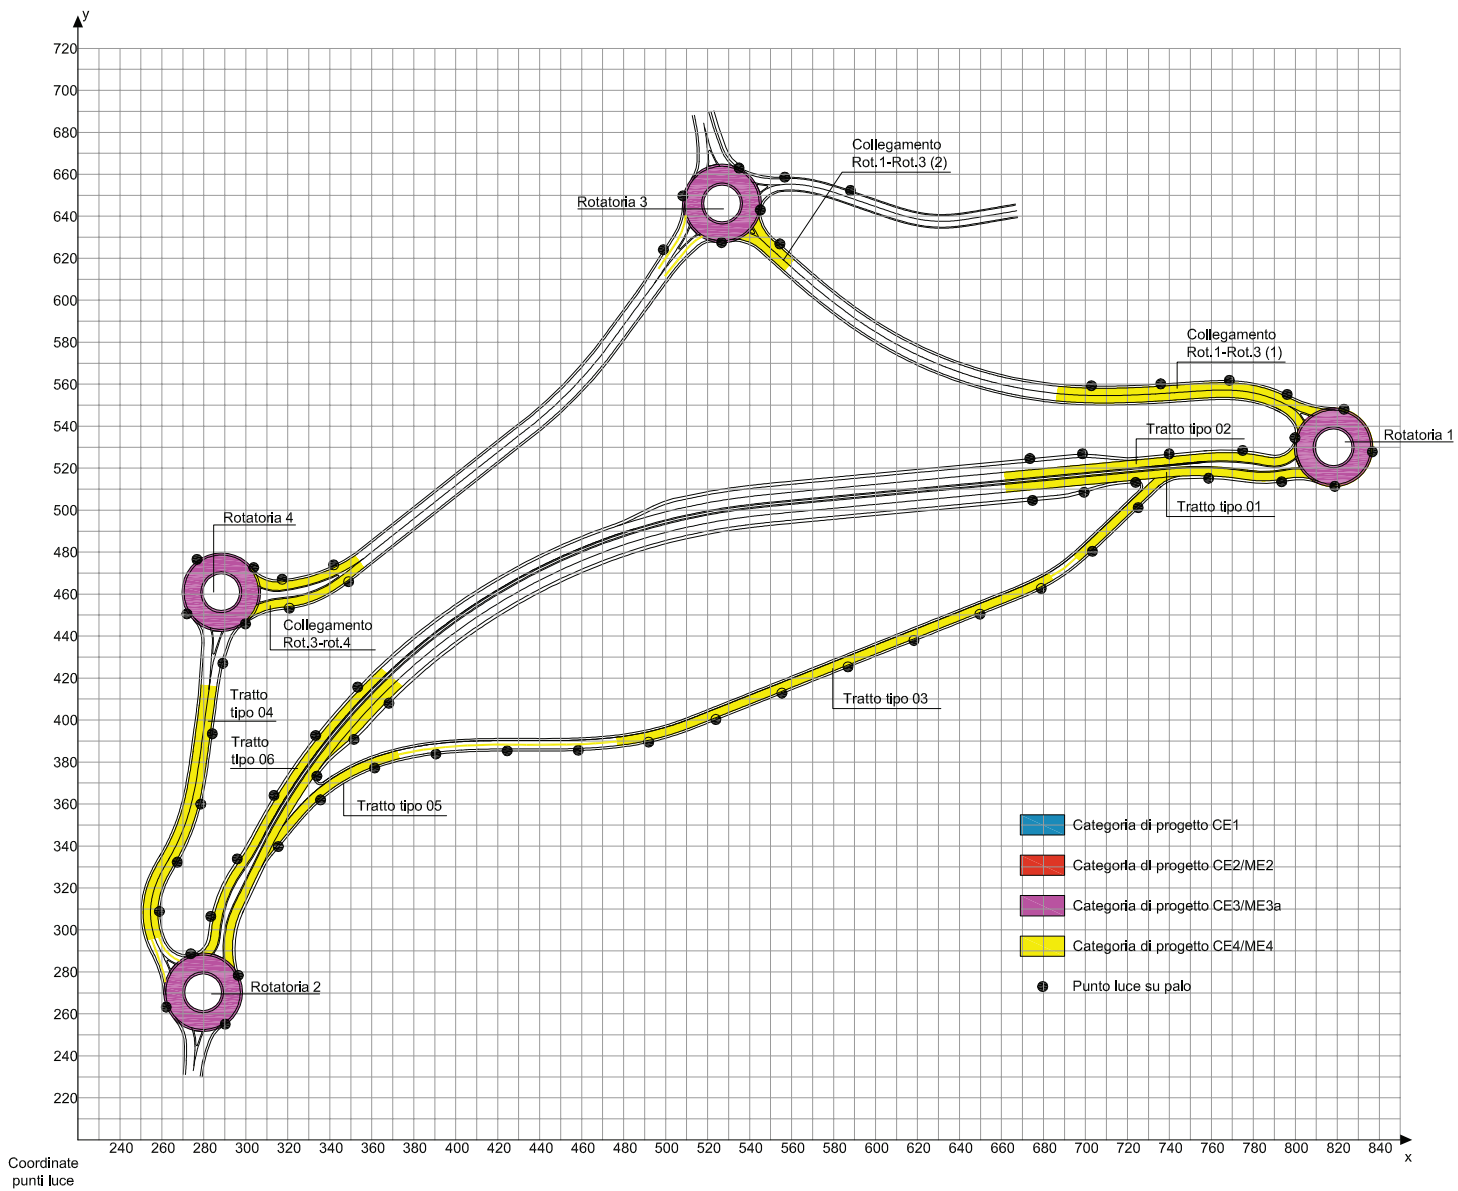 y
720
700
680
660
640
620
600
580
560
540
520
500
480
460
440
420
400
380
360
340
320
300
280
260
240
220
Collegamento
Rot.1-Rot.3 (2)
Rotatoria 3
Collegamento
Rot.1-Rot.3 (1)
Tratto tipo 02
Rotatoria 1
Tratto tipo 01
Rotatoria 4
Collegamento
Rot.3-rot.4
Tratto
tipo 04
Tratto tipo 03
Tratto
tipo 06
Tratto tipo 05
Rotatoria 2
Categoria di progetto CE1
Categoria di progetto CE2/ME2
Categoria di progetto CE3/ME3a
Categoria di progetto CE4/ME4
Punto luce su palo
240 260 280 300 320 340 360 380 400 420 440 460 480 500 520 540 560 580 600 620 640 660 680 700 720 740 760 780 800 820 840
x
Coordinate
punti luce